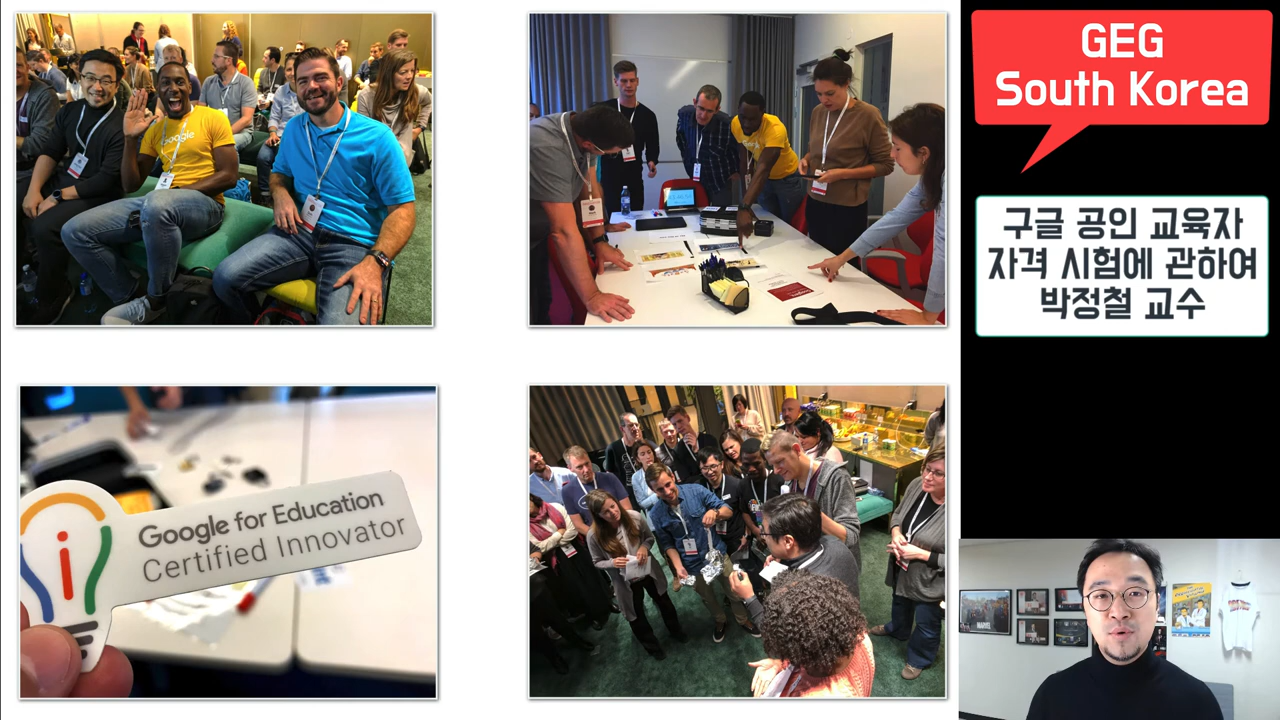 Google
GEG
South Korea
구글 공인 교육자
자격 시험에 관하여
박정철 교수
Google for Education
Certified Innovator
MARVEL